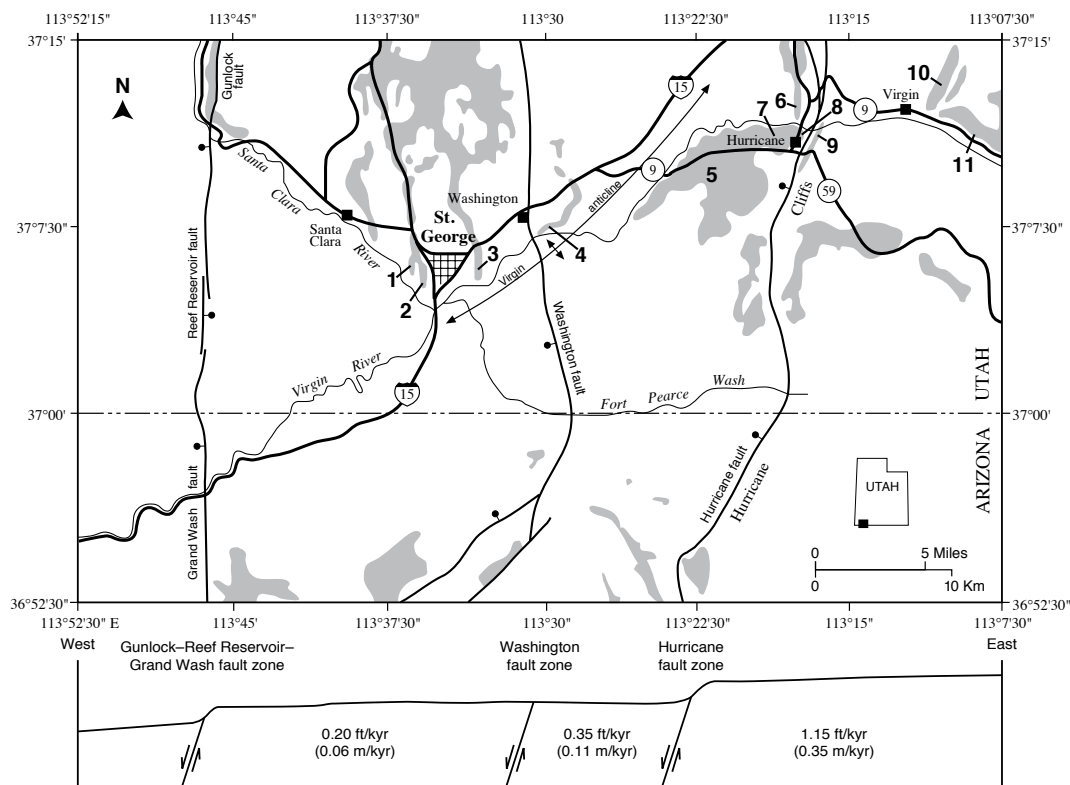 113°52'15"
113°45"
113°37'30"
113°30"
113°22'30"
113°15"
113°07'30"
37°15'
37°15'
N
Gunlock
fault
15
10
Virgin
6
7
8
9
Hurricane
9
11
5
9
59
Cliffs
Santa
Clara
River
Santa
Clara
Washington
St.
George
anticline
Virgin
37°07'30"
37°07'30"
1
2
3
4
Reef Reservoir fault
Washington fault
Virgin River
15
Fort Pearce Wash
UTAH
37°00'
37°00'
ARIZONA
Grand Wash fault
Hurricane fault
Hurricane
UTAH
0 5 Miles
0 10 Km
36°52'30"
36°52'30"
113°52'30" E
113°45"
113°37'30"
113°30"
113°22'30"
113°15"
113°7'30"
West
Gunlock–Reef Reservoir–
Grand Wash fault zone
Washington
fault zone
Hurricane
fault zone
East
0.20 ft/kyr
(0.06 m/kyr)
0.35 ft/kyr
(0.11 m/kyr)
1.15 ft/kyr
(0.35 m/kyr)